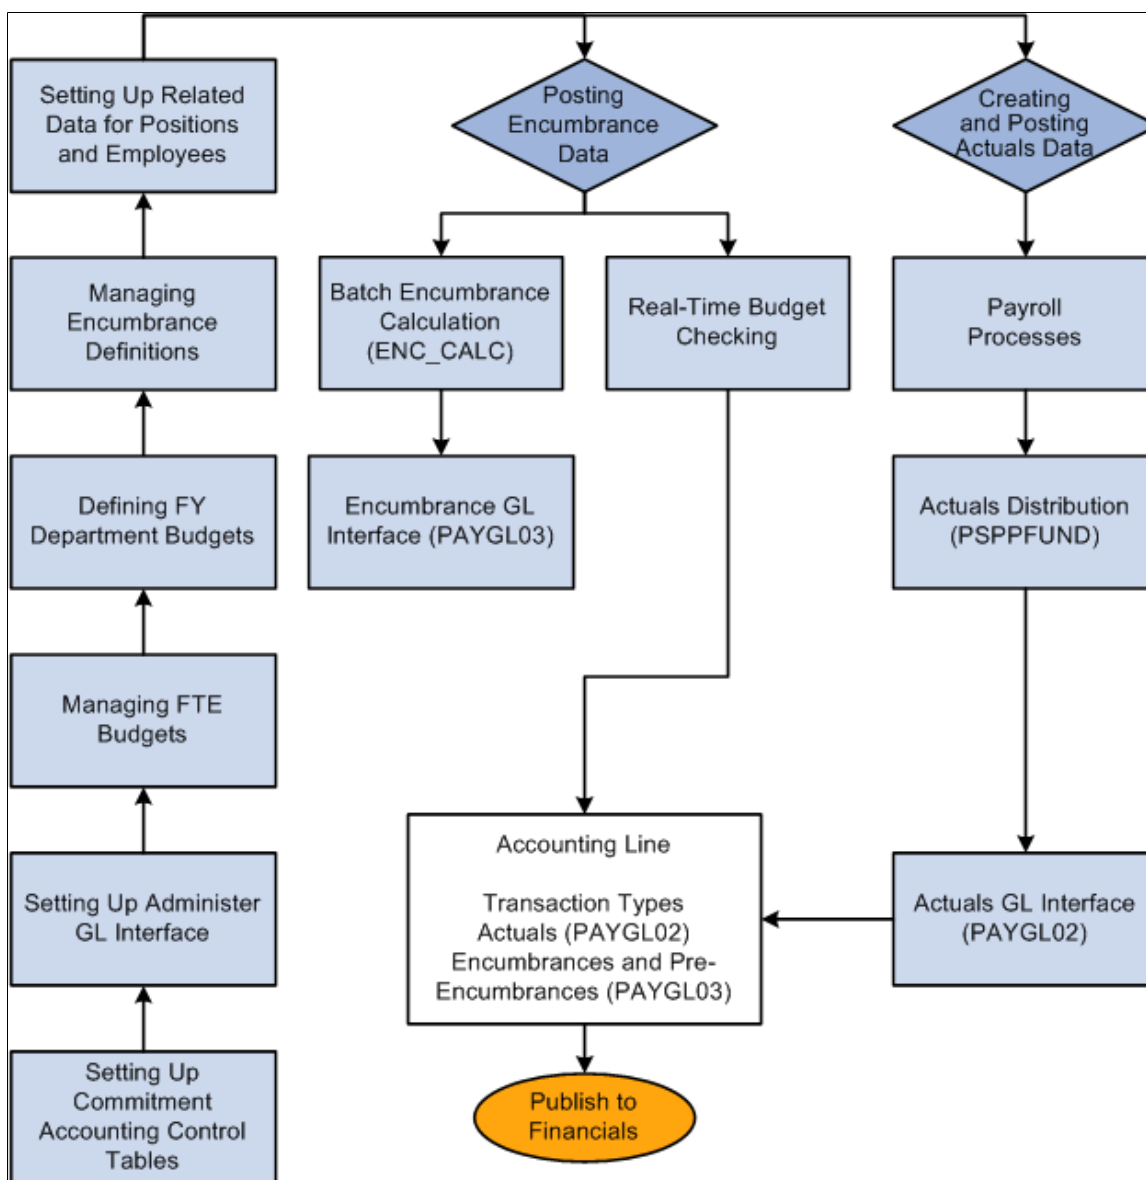 Setting Up Related
Data for Positions
and Employees
Posting
Encumbrance
Data
Creating
and Posting
Actuals Data
Managing
Encumbrance
Definitions
Batch Encumbrance
Calculation
(ENC_CALC)
Real-Time Budget
Checking
Payroll
Processes
Defining FY
Department Budgets
Encumbrance GL
Interface (PAYGL03)
Actuals Distribution
(PSPPFUND)
Managing FTE
Budgets
Setting Up Administer
GL Interface
Accounting Line
Transaction Types
Actuals (PAYGL02)
Encumbrances and Pre-
Encumbrances (PAYGL03)
Actuals GL Interface
(PAYGL02)
Setting Up
Commitment
Accounting Control
Tables
Publish to
Financials